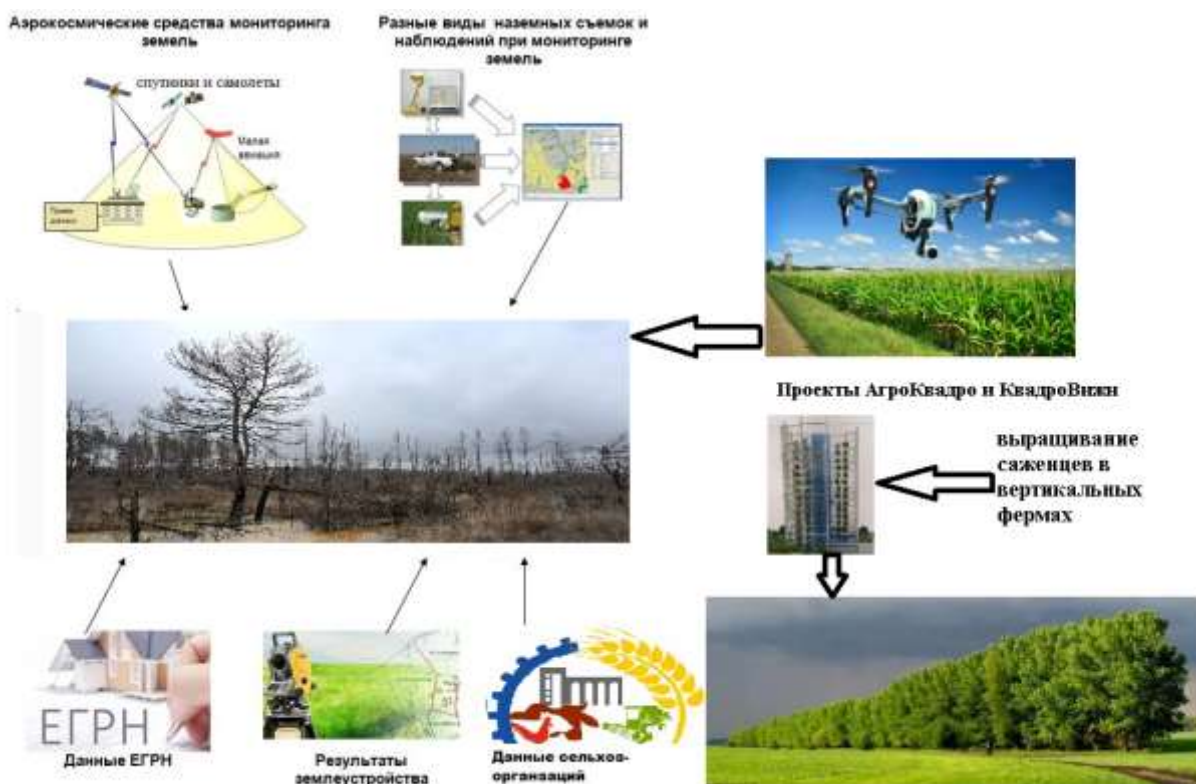 Аэрокосмические средства мониторинга
земель
Разные виды наземных съемок и
наблюдений при мониторинге
земель
спутники и самолеты
Малая
авиация
Проекты АгроКвадро и КвадроВижн
выращивание
саженцев в
вертикальных
фермах
ЕГРН
Данные ЕГРН
Результаты
землеустройства
Данные сельхоз-
организаций